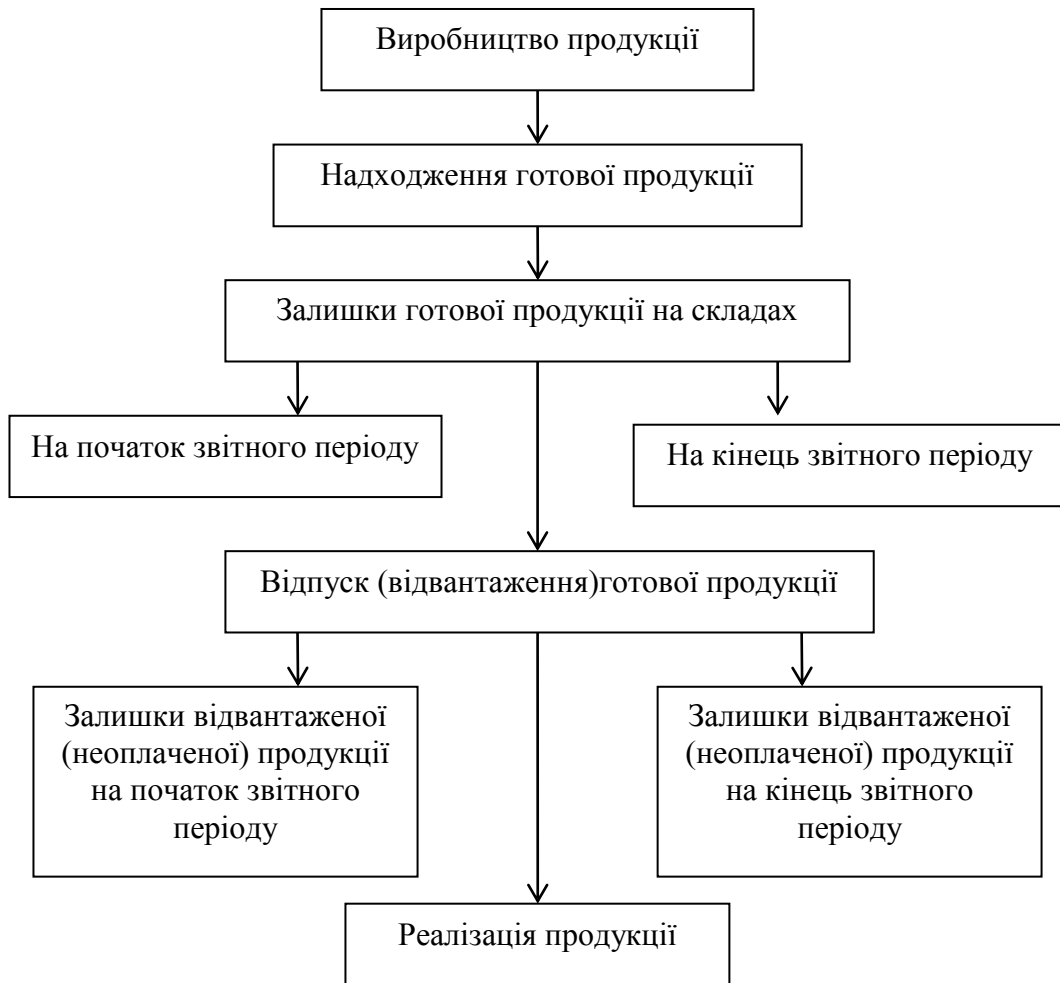 Виробництво продукції
Надходження готової продукції
Залишки готової продукції на складах
На початок звітного періоду
На кінець звітного періоду
Відпуск (відвантаження)готової продукції
Залишки відвантаженої
(неоплаченої) продукції
на початок звітного
періоду
Залишки відвантаженої
(неоплаченої) продукції
на кінець звітного
періоду
Реалізація продукції